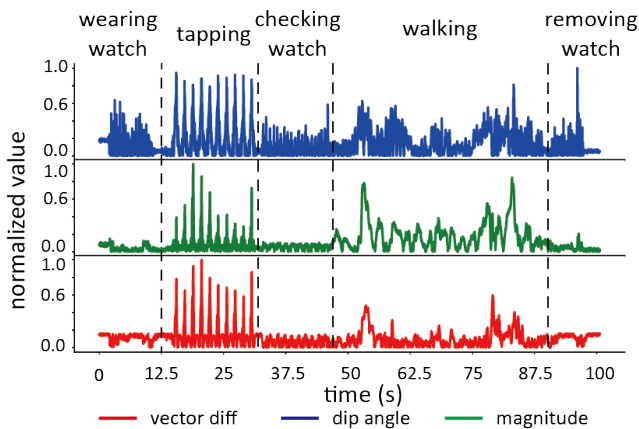 wearing watch
tapping
checking watch
walking
removing watch
1.0
0.6
0.0
1.0
0.6
0.0
1.0
0.6
0.0
normalized value
0 12.5 25 37.5 50 62.5 75 87.5 100
time (s)
vector diff dip angle magnitude